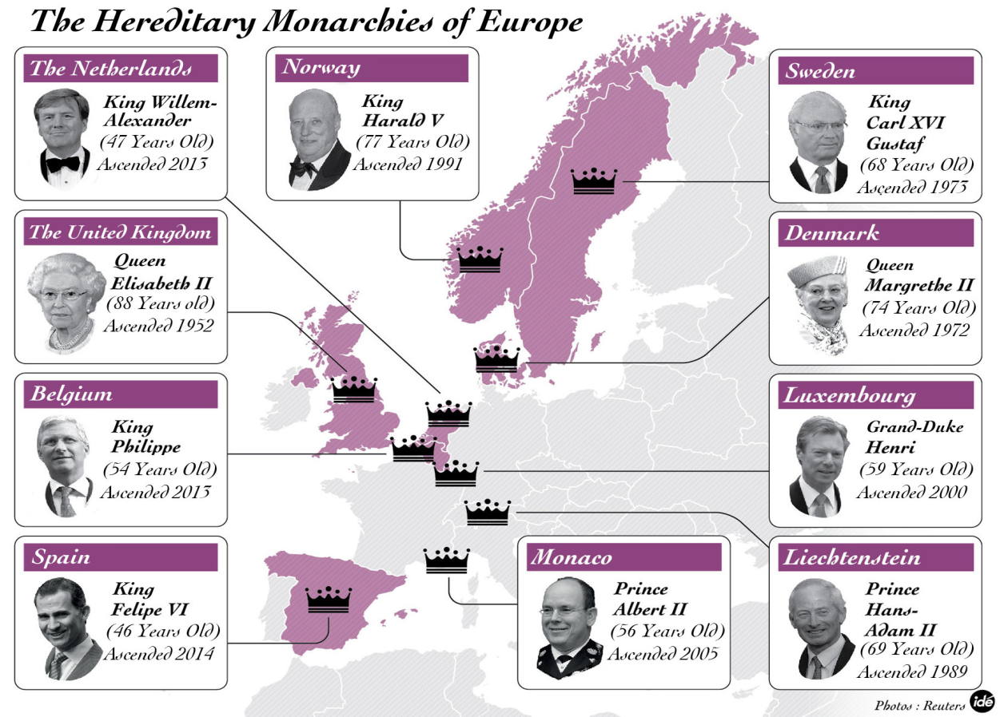 The Hereditary Monarchies of Europe
The Netherlands
King Willem-
Alexander
(47 Years Old)
Ascended 2013
Norway
King
Harald V
(77 Years Old)
Ascended 1991
Sweden
King
Carl XVI
Gustaf
(68 Years Old)
Asçended 1973
The United Kingdom
Queen
Elisabeth II
(88 Years old)
Ascended 1952
Denmark
Queen
Margrethe II
(74 Years Old)
Ascended 1972
Belgium
King
Philippe
(54 Years Old)
Ascended 2013
Luxembourg
Grand-Duke
Henri
(59 Years Old)
Ascended 2000
Spain
King
Felipe VI
(46 Years Old)
Ascended 2014
Monaco
Prince
Albert II
(56 Years Old)
Ascended 2005
Liechtenstein
Prince
Hans-
Adam II
(69 Years Old)
Ascended 1989
Photos : Reuters
idé